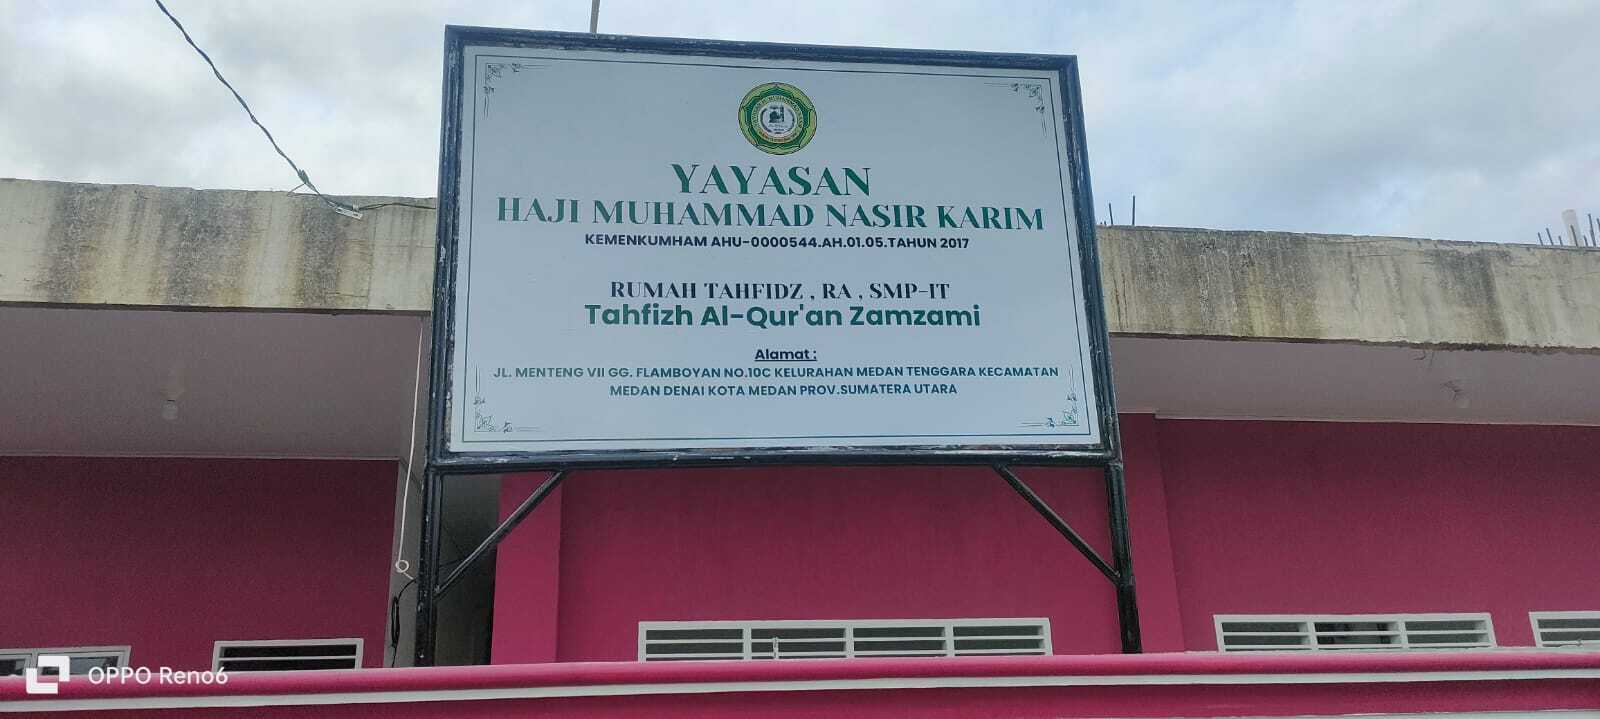 YAYASAN
HAJI MUHAMMAD NASIR KARIM
KEMENKUMHAM AHU-0000544.AH.01.05.TAHUN 2017
RUMAH TAHFIDZ , RA , SMP-IT
Tahfizh Al-Qur'an Zamzami
Alamat :
JL. MENTENG VII GG. FLAMBOYAN NO.10C KELURAHAN MEDAN TENGGARA KECAMATAN
MEDAN DENAI KOTA MEDAN PROV.SUMATERA UTARA
OPPO Reno6